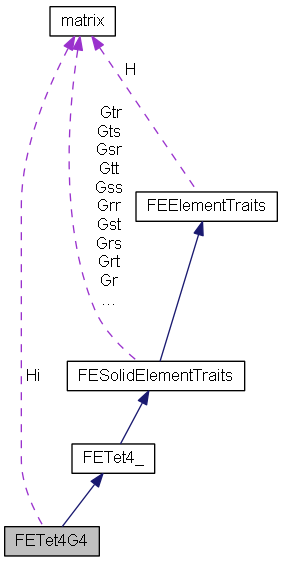 matrix
H
Gtr
Gts
Gsr
Gtt
Gss
Grr
Gst
Grs
Grt
Gr
...
FEElementTraits
FESolidElementTraits
Hi
FETet4_
FETet4G4